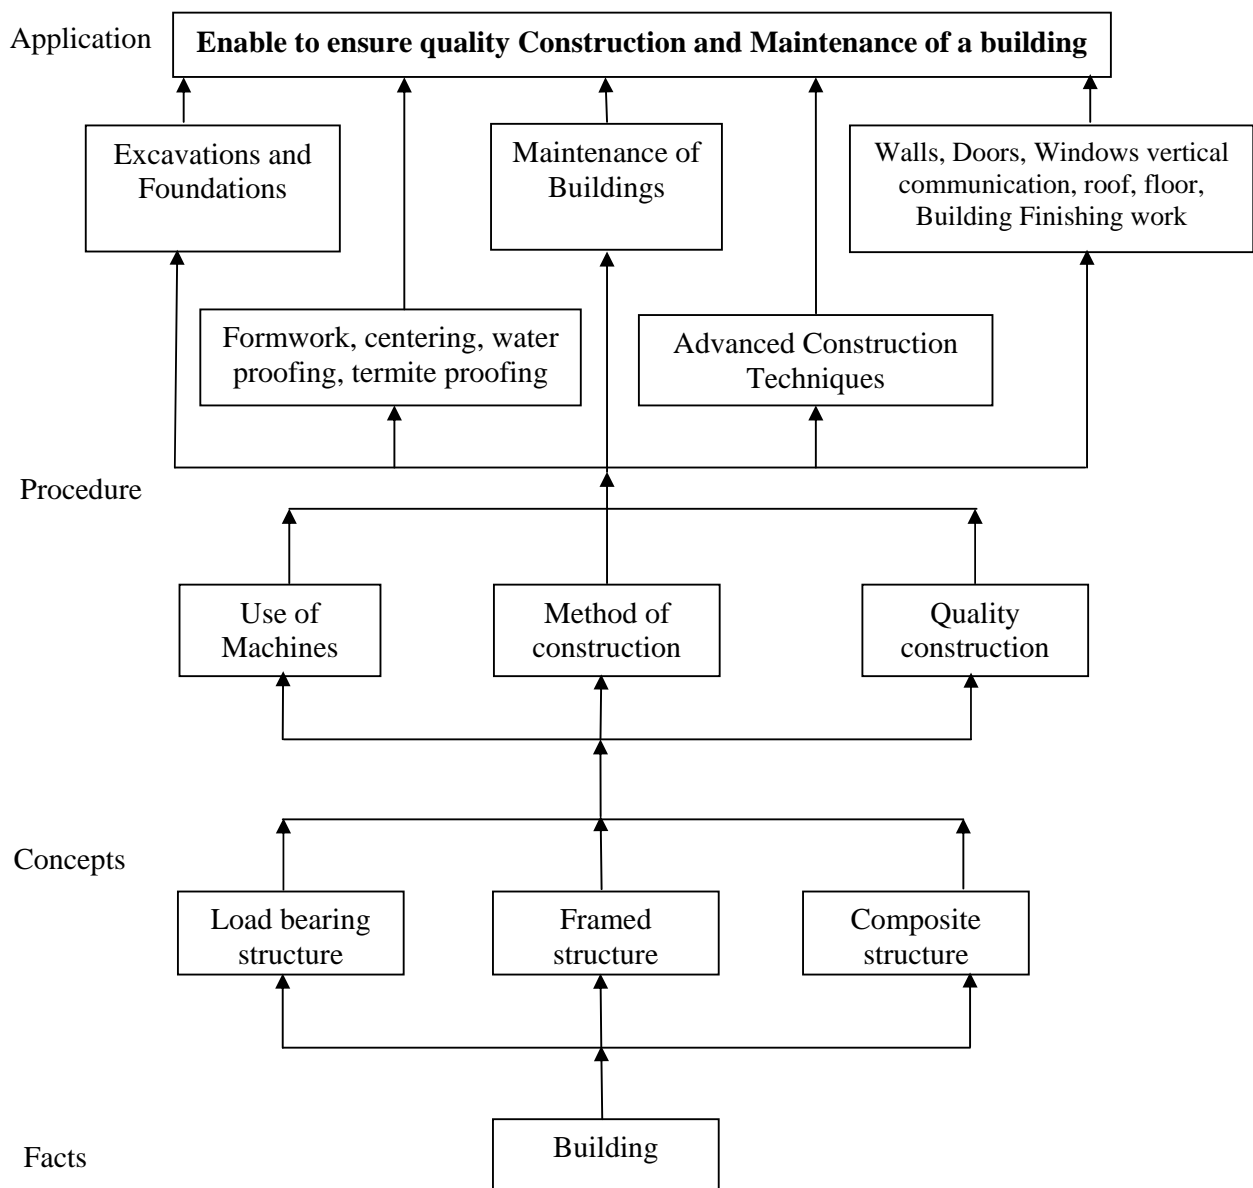 Application
Enable to ensure quality Construction and Maintenance of a building
Excavations and
Foundations
Maintenance of
Buildings
Walls, Doors, Windows vertical
communication, roof, floor,
Building Finishing work
Formwork, centering, water
proofing, termite proofing
Advanced Construction
Techniques
Procedure
Use of
Machines
Method of
construction
Quality
construction
Concepts
Load bearing
structure
Framed
structure
Composite
structure
Facts
Building